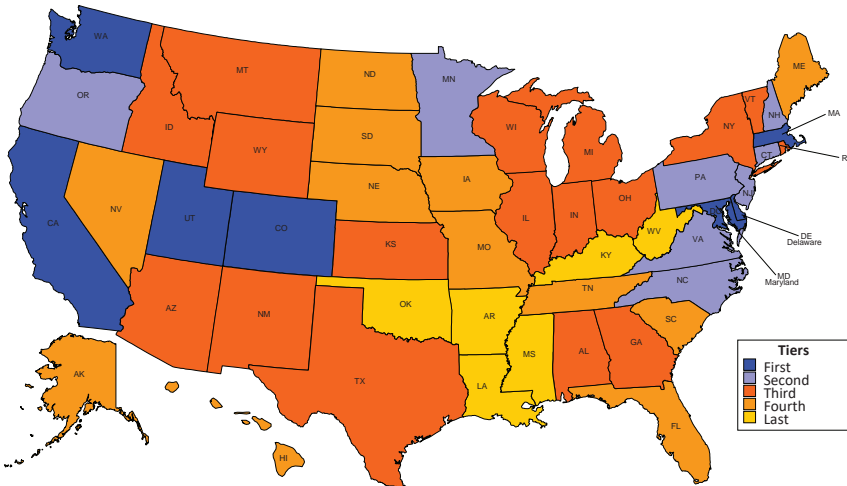 WA
MT
ND
MN
ME
OR
ID
SD
WI
VT
NH
MA
NY
WY
MI
CT
R
NE
IA
PA
NJ
NV
UT
CO
IL
IN
OH
CA
KS
MO
WV
VA
DE
Delaware
KY
MD
Maryland
NC
TN
AZ
NM
OK
AR
SC
TX
LA
MS
AL
GA
AK
HI
FL
Tiers
First
Second
Third
Fourth
Last